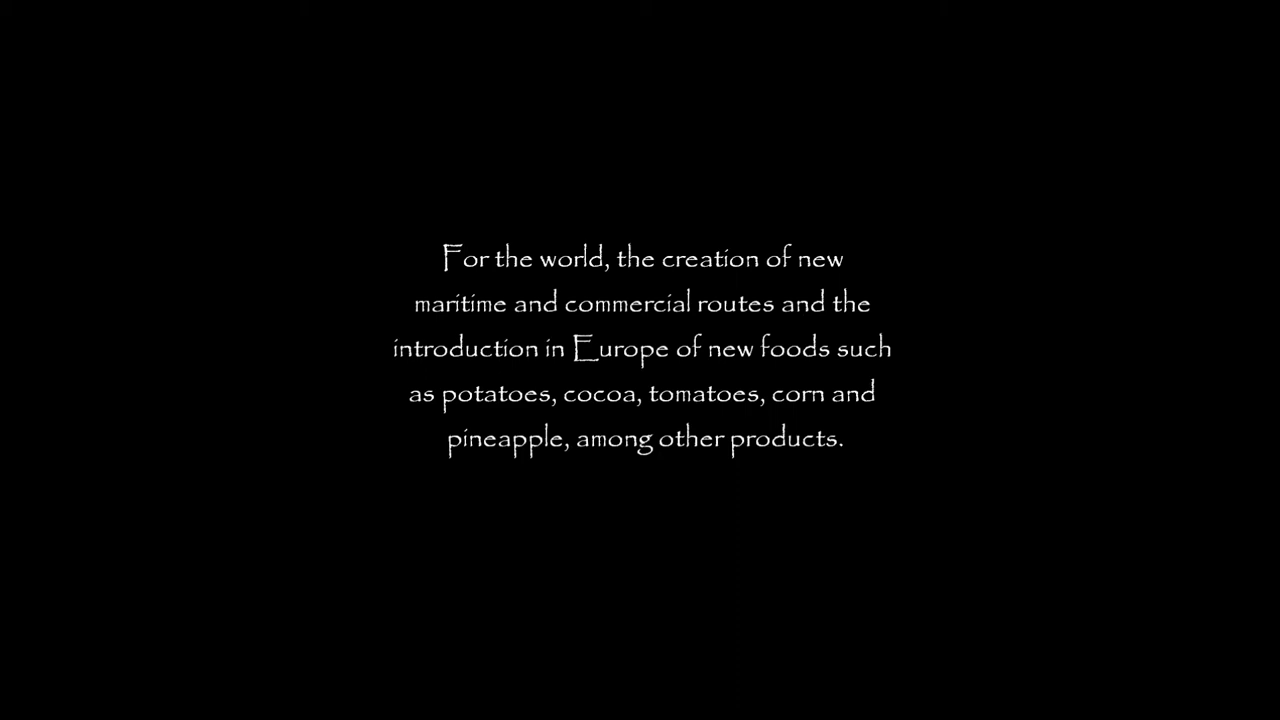 For the world, the creation of new
maritime and commercial routes and the
introduction in Europe of new foods such
as potatoes, cocoa, tomatoes, corn and
pineapple, among other products.